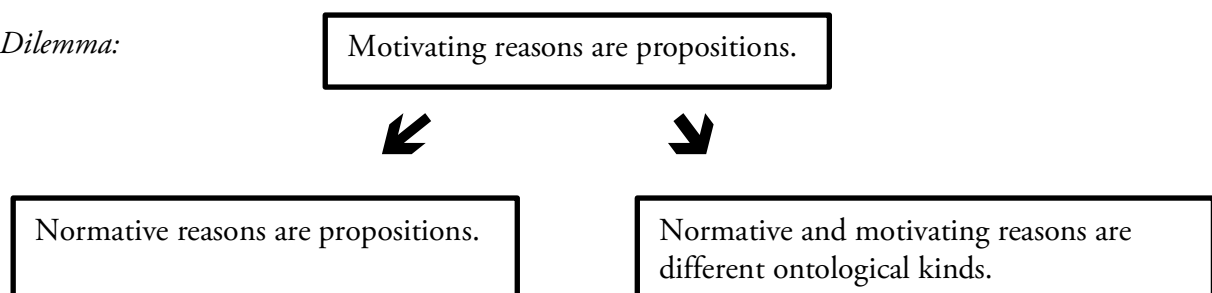 Dilemma:
Motivating reasons are propositions.
Normative reasons are propositions.
Normative and motivating reasons are
different ontological kinds.